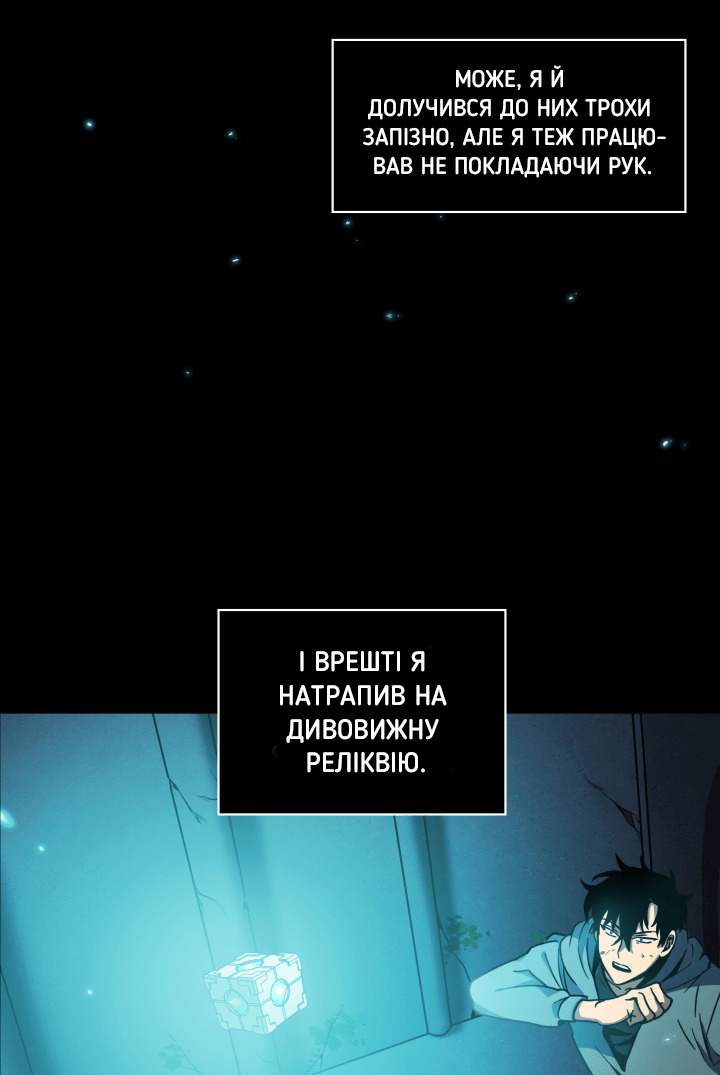 МОЖЕ, Я Й
ДОЛУЧИВСЯ ДО НИХ ТРОХИ
ЗАПІЗНО, АЛЕ Я ТЕЖ ПРАЦЮ-
ВАВ НЕ ПОКЛАДАЮЧИ РУК.
І ВРЕШТІ Я
НАТРАПИВ НА
ДИВОВИЖНУ
РЕЛІКВІЮ.